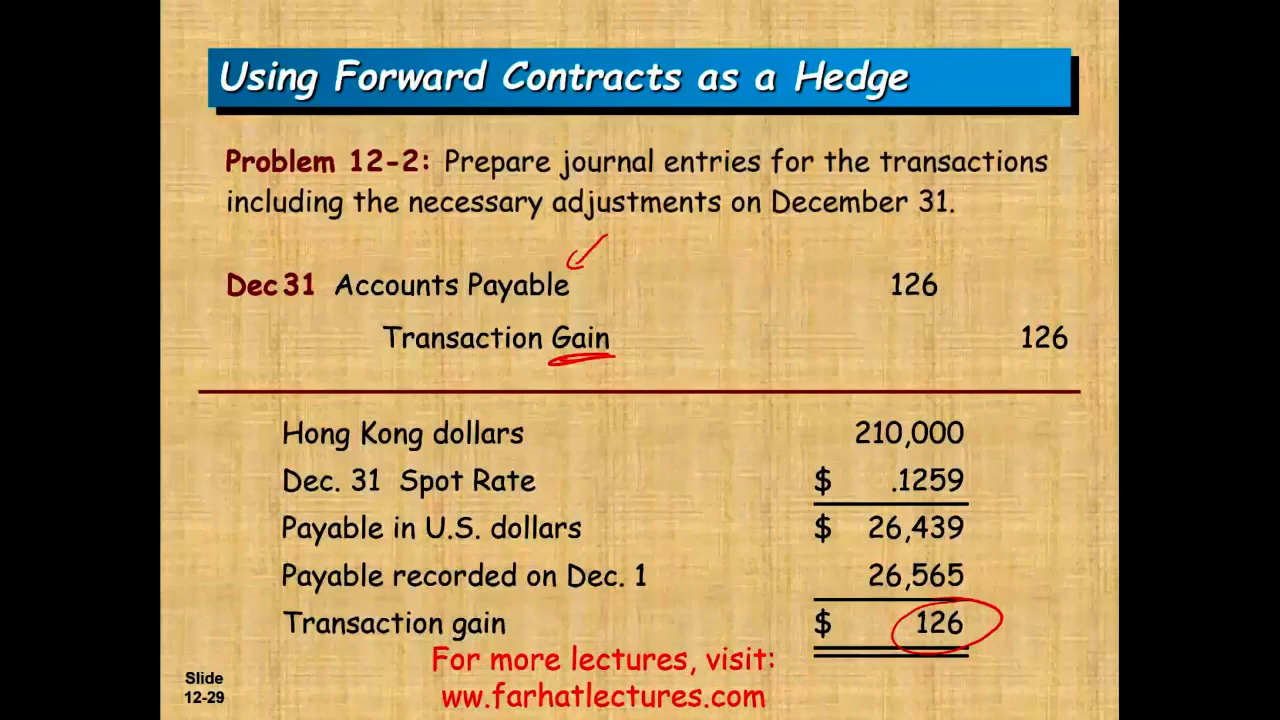 Using Forward Contracts as a Hedge
Problem 12-2: Prepare journal entries for the transactions
including the necessary adjustments on December 31.
Dec 31 Accounts Payable 126
Transaction Gain 126
Hong Kong dollars 210,000
Dec. 31 Spot Rate $ .1259
Payable in U.S. dollars $ 26,439
Payable recorded on Dec. 1 26,565
Transaction gain $ 126
For more lectures, visit:
www.farhatlectures.com
Slide
12-29